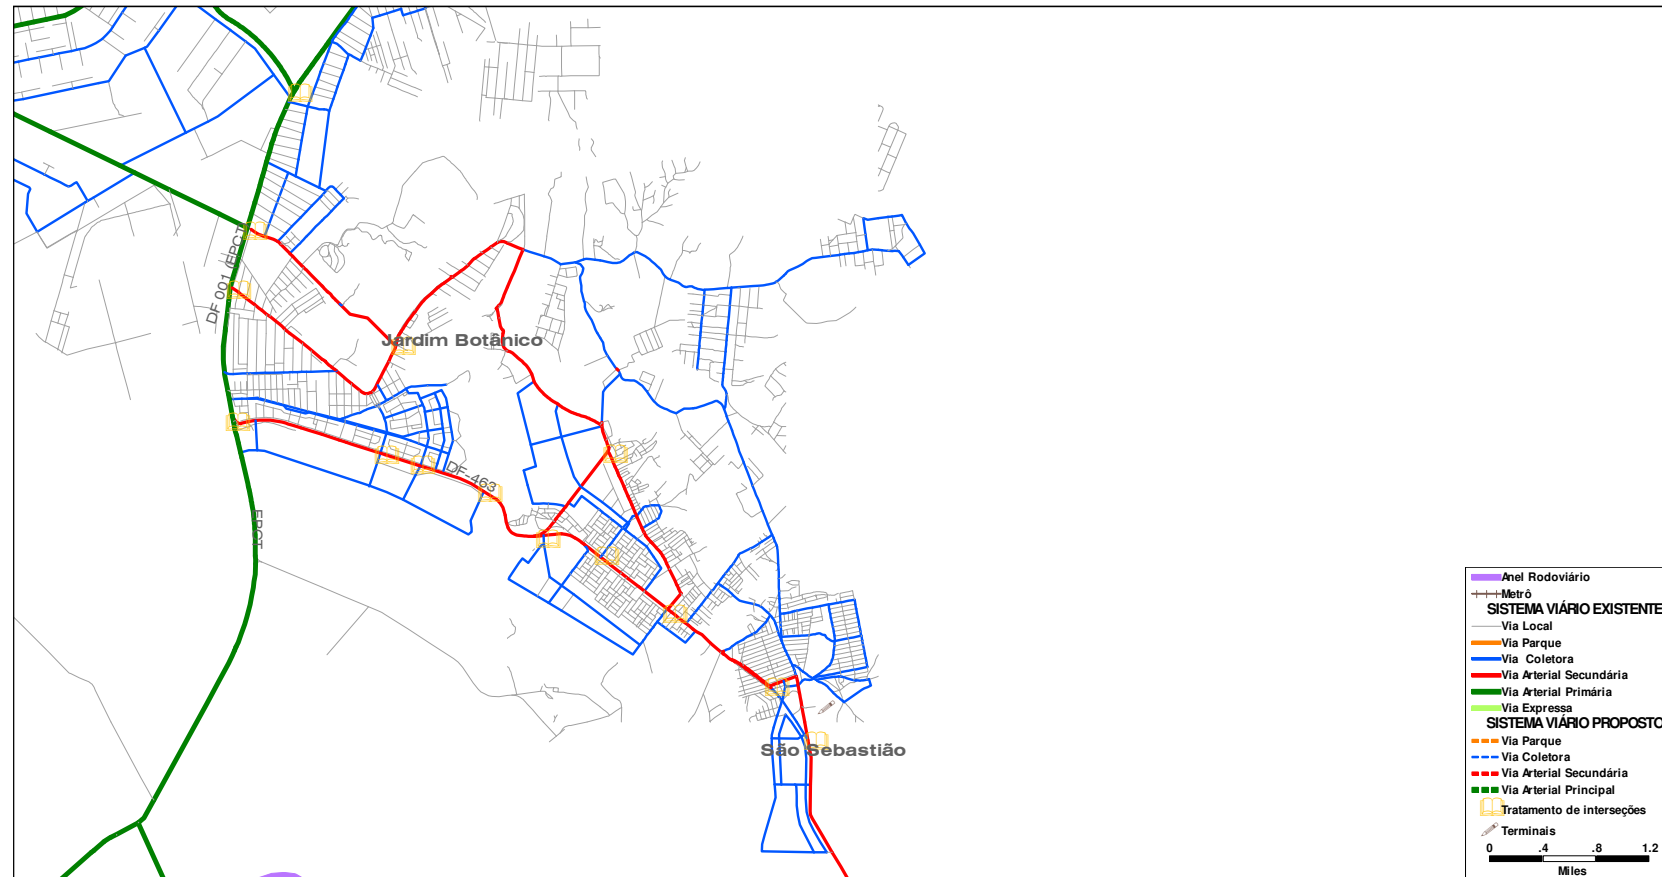 DF 001 (EPCT)
Jardim Botânico
DF-463
EPCT
São Sebastião
Anel Rodoviário
Metrô
SISTEMA VIÁRIO EXISTENTE
Via Local
Via Parque
Via Coletora
Via Arterial Secundária
Via Arterial Primária
Via Expressa
SISTEMA VIÁRIO PROPOSTO
Via Parque
Via Coletora
Via Arterial Secundária
Via Arterial Principal
Tratamento de interseções
Terminais
0 .4 .8 1.2
Miles